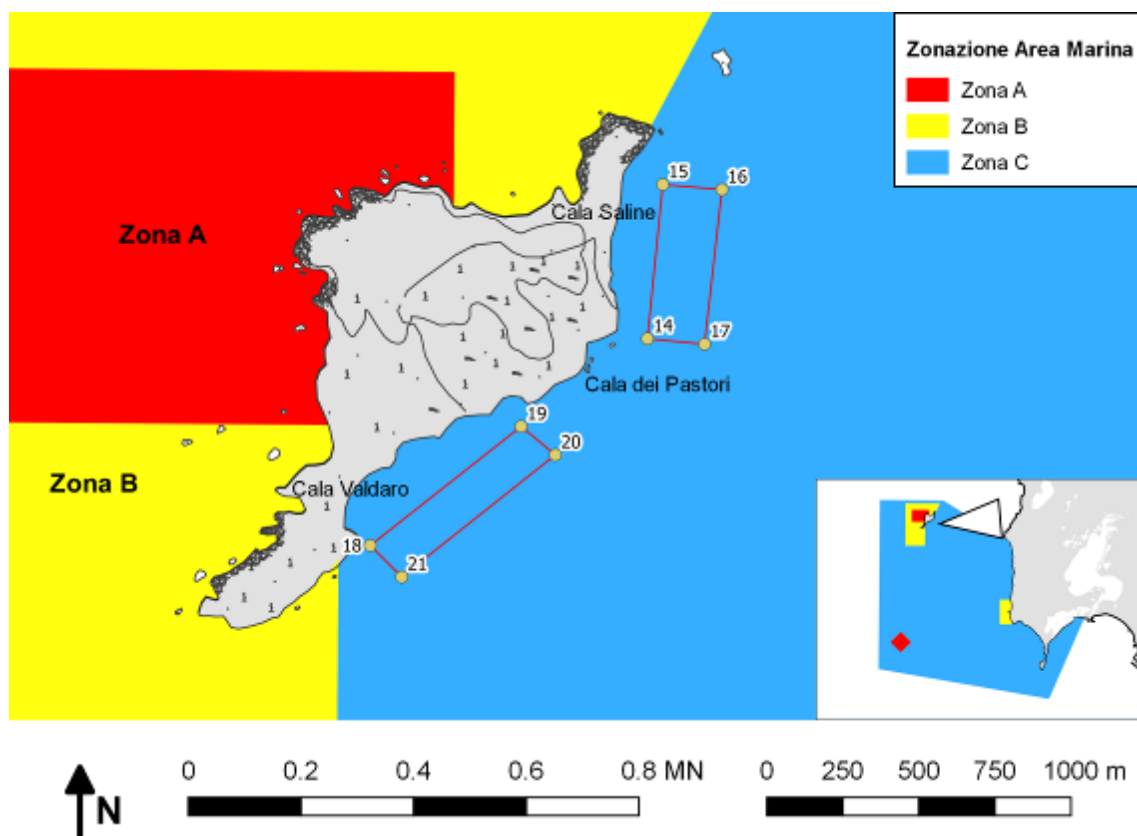 Zonazione Area Marina
Zona A
Zona B
Zona C
15
16
Cala Saline
Zona A
14
17
Cala dei Pastori
19
20
Zona B
Cala Valdaro
18
21
N
0 0.2 0.4 0.6 0.8 MN
0 250 500 750 1000 m